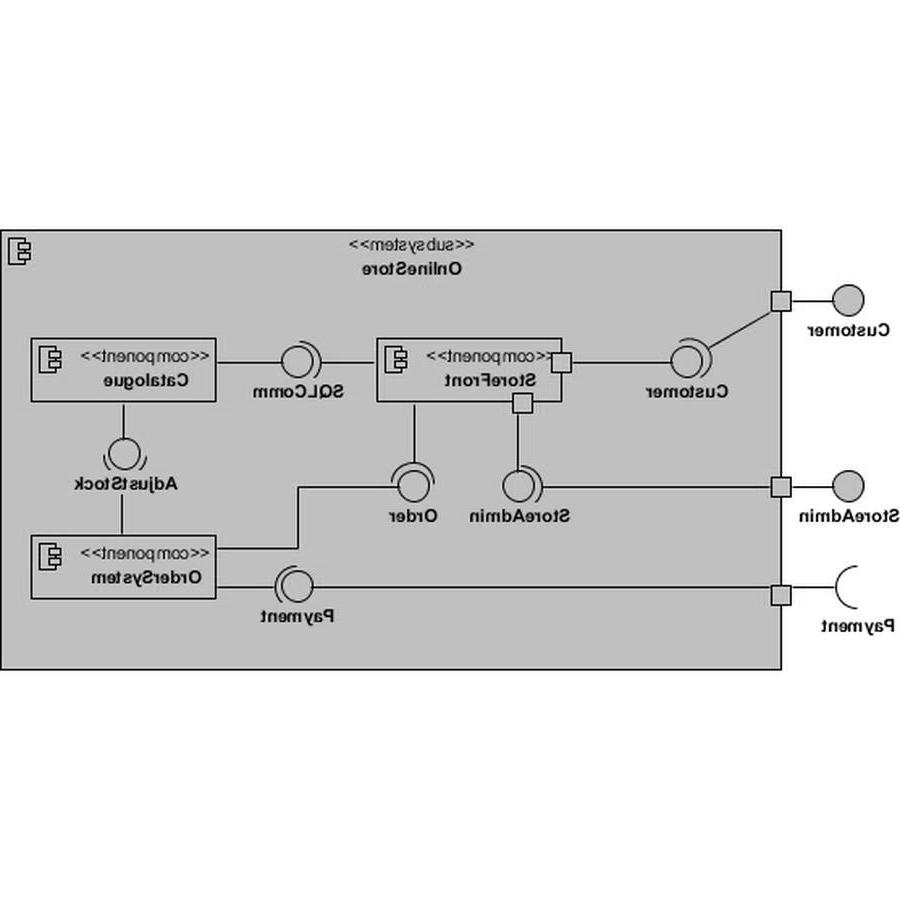 <<subsystem>>
OnlineStore
Customer
<<component>>
Catalogue
SQLComm
<<component>>
StoreFront
Customer
AdjustStock
Order
StoreAdmin
StoreAdmin
<<component>>
OrderSystem
Payment
Payment